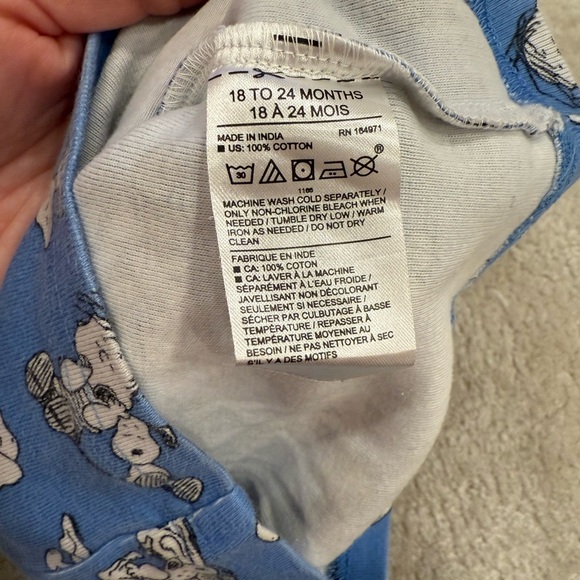 18 TO 24 MONTHS
18 À 24 MOIS
MADE IN INDIA RN 164971
■ US: 100% COTTON
30 ®
1166
MACHINE WASH COLD SEPARATELY /
ONLY NON-CHLORINE BLEACH WHEN
NEEDED / TUMBLE DRY LOW / WARM
IRON AS NEEDED / DO NOT DRY
CLEAN
FABRIQUE EN INDE
■ CA: 100% COTON
■ CA: LAVER À LA MACHINE
SÉPARÉMENT À L'EAU FROIDE /
JAVELLISANT NON DÉCOLORANT
SEULEMENT SI NECESSAIRE /
SÉCHER PAR CULBUTAGE À BASSE
TEMPÉRATURE / REPASSER À
TEMPÉRATURE MOYENNE AU
BESOIN / NE PAS NETTOYER À SEC
S'IL Y A DES MOTIFS